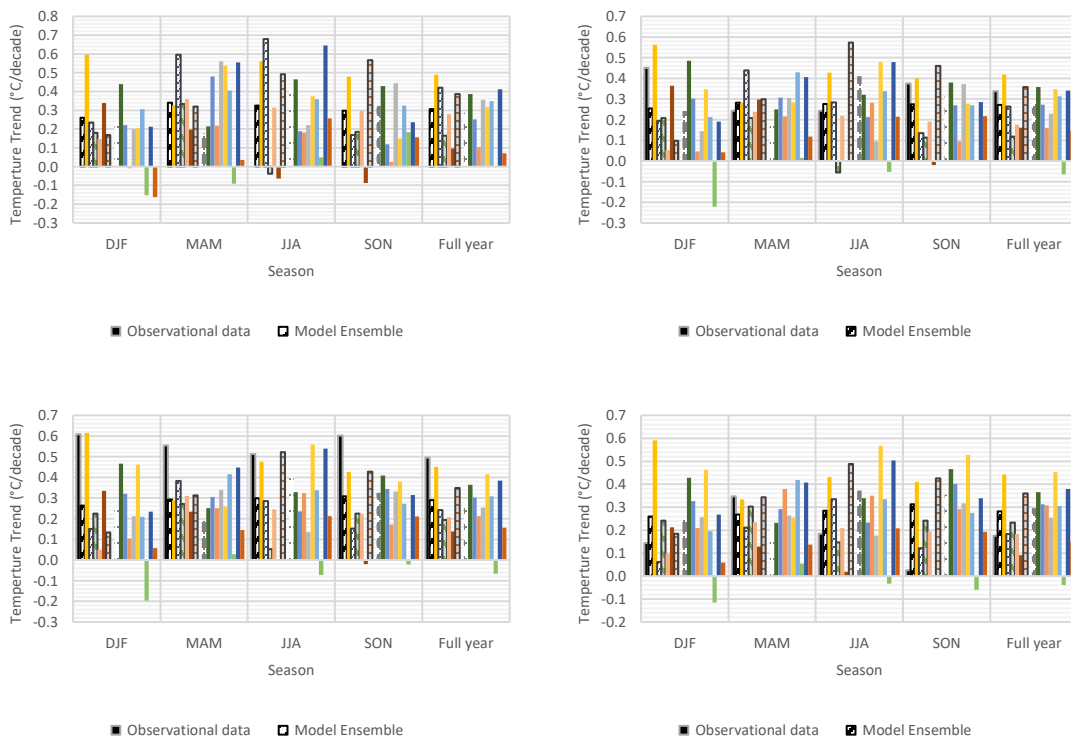 Temperture Trend (°C/decade)
0.8
0.7
0.6
0.5
0.4
0.3
0.2
0.1
0.0
-0.1
-0.2
-0.3
DJF MAM JJA SON Full year
Season
Observational data Model Ensemble
Temperture Trend (°C/decade)
0.7
0.6
0.5
0.4
0.3
0.2
0.1
0.0
-0.1
-0.2
-0.3
DJF MAM JJA SON Full year
Season
Observational data Model Ensemble
Temperture Trend (°C/decade)
0.7
0.6
0.5
0.4
0.3
0.2
0.1
0.0
-0.1
-0.2
-0.3
DJF MAM JJA SON Full year
Season
Observational data Model Ensemble
Temperture Trend (°C/decade)
0.7
0.6
0.5
0.4
0.3
0.2
0.1
0.0
-0.1
-0.2
DJF MAM JJA SON Full year
Season
Observational data Model Ensemble